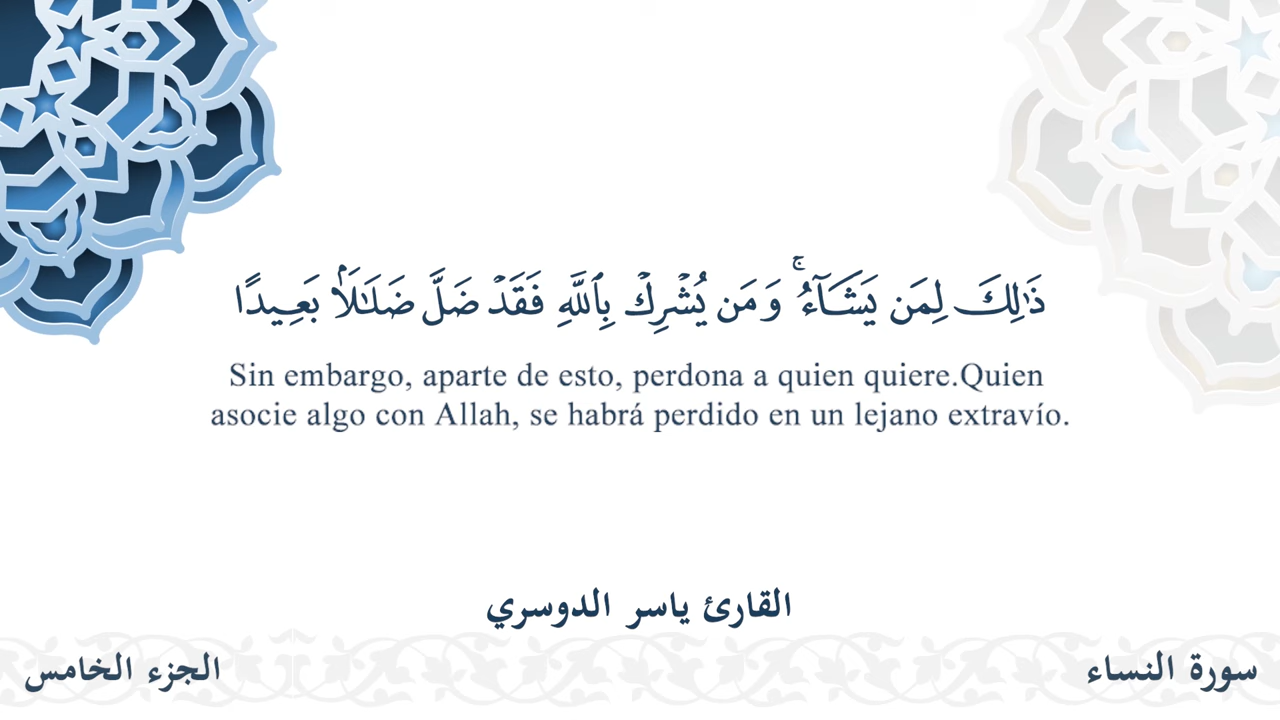 ذَٰلِكَ لِمَن يَشَآءُۚ وَمَن يُشۡرِكۡ بِٱللَّهِ فَقَدۡ ضَلَّ ضَلَٰلَۢا بَعِيدًا
Sin embargo, aparte de esto, perdona a quien quiere.Quien
asocie algo con Allah, se habrá perdido en un lejano extravío.
القارئ ياسر الدوسري
سورة النساء
الجزء الخامس